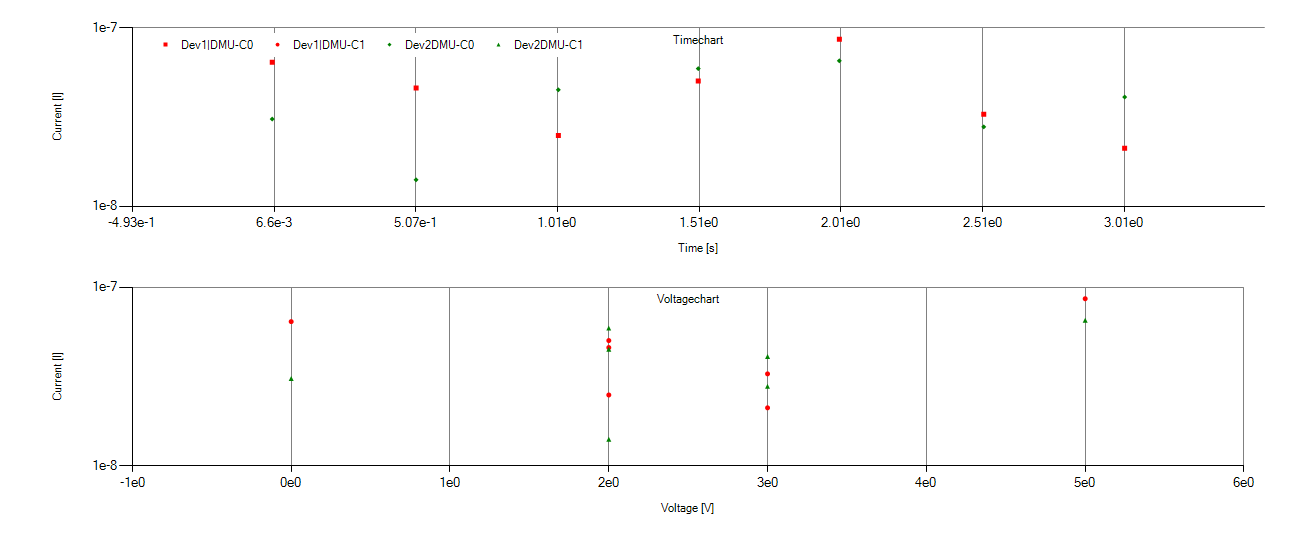 1e-7
Dev1|DMU-C0 Dev1|DMU-C1 Dev2DMU-C0 Dev2DMU-C1 Timechart
Current [I]
1e-8
-4.93e-1 6.6e-3 5.07e-1 1.01e0 1.51e0 2.01e0 2.51e0 3.01e0
Time [s]
1e-7
Voltagechart
Current [I]
1e-8
-1e0 0e0 1e0 2e0 3e0 4e0 5e0 6e0
Voltage [V]